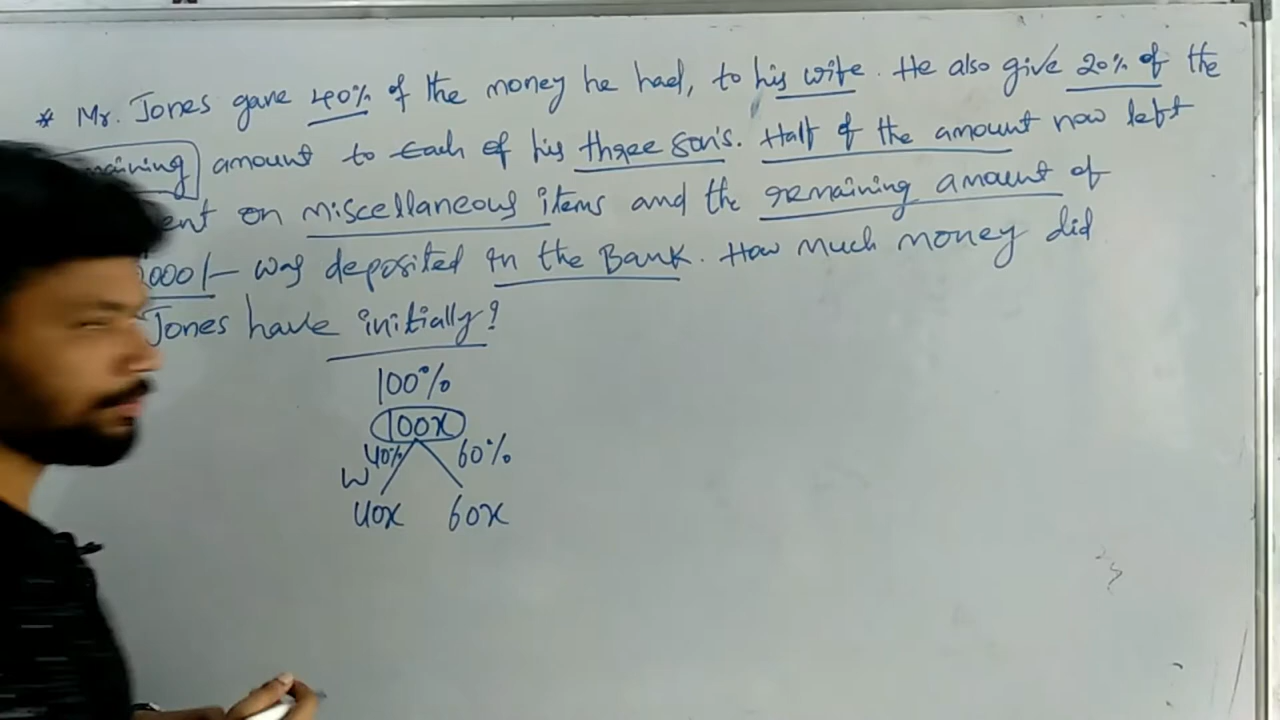 * Mr. Jones gave 40% of the money he had, to his wife. He also give 20% of the
amount to each of his three son's. Half of the amount now left
on miscellaneous items and the remaining amount of
000/- was deposited in the Bank. How much money did
Jones have initially?
100%
100x
40% 60%
W
40x 60x